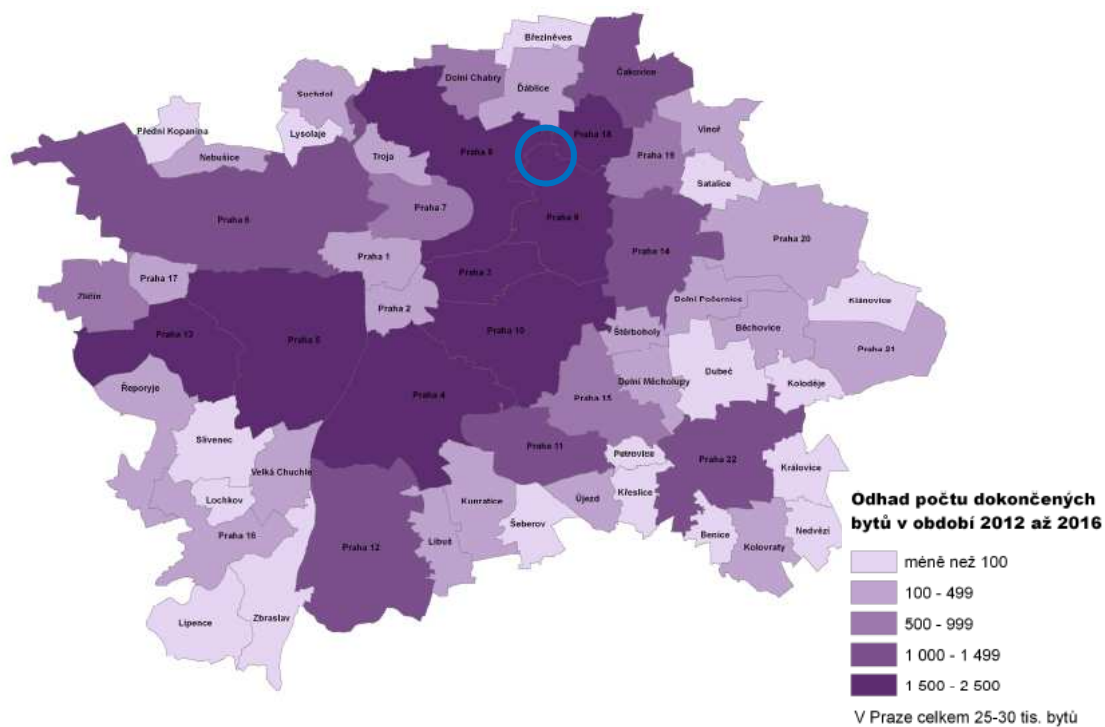 Březiněves
Dolní Chabry
Čakovice
Ďáblice
Suchdol
Přední Kopanina
Lysolaje
Praha 18
Vinoř
Nebušice
Troja
Praha 8
Praha 19
Satalice
Praha 7
Praha 6
Praha 9
Praha 20
Praha 1
Praha 14
Praha 3
Praha 17
Zličín
Dolní Počernice
Klánovice
Praha 2
Praha 10
Štěrboholy
Běchovice
Praha 13
Praha 5
Praha 21
Dolní Měcholupy
Dubeč
Koloděje
Řeporyje
Praha 4
Praha 15
Slivenec
Praha 11
Petrovice
Praha 22
Velká Chuchle
Královice
Lochkov
Kunratice
Újezd
Křeslice
Šeberov
Praha 16
Libuš
Praha 12
Benice
Nedvězí
Kolovraty
Lipence
Zbraslav
Odhad počtu dokončených
bytů v období 2012 až 2016
méně než 100
100 - 499
500 - 999
1 000 - 1 499
1 500 - 2 500
V Praze celkem 25-30 tis. bytů